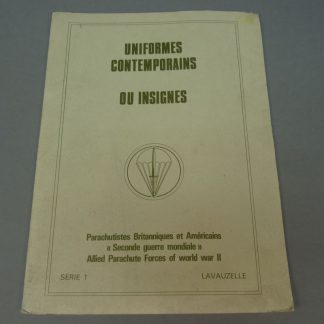 UNIFORMES
CONTEMPORAINS
OU INSIGNES
Parachutistes Britanniques et Américains
« Seconde guerre mondiale »
Allied Parachute Forces of world war II
SERIE 1
LAVAUZELLE